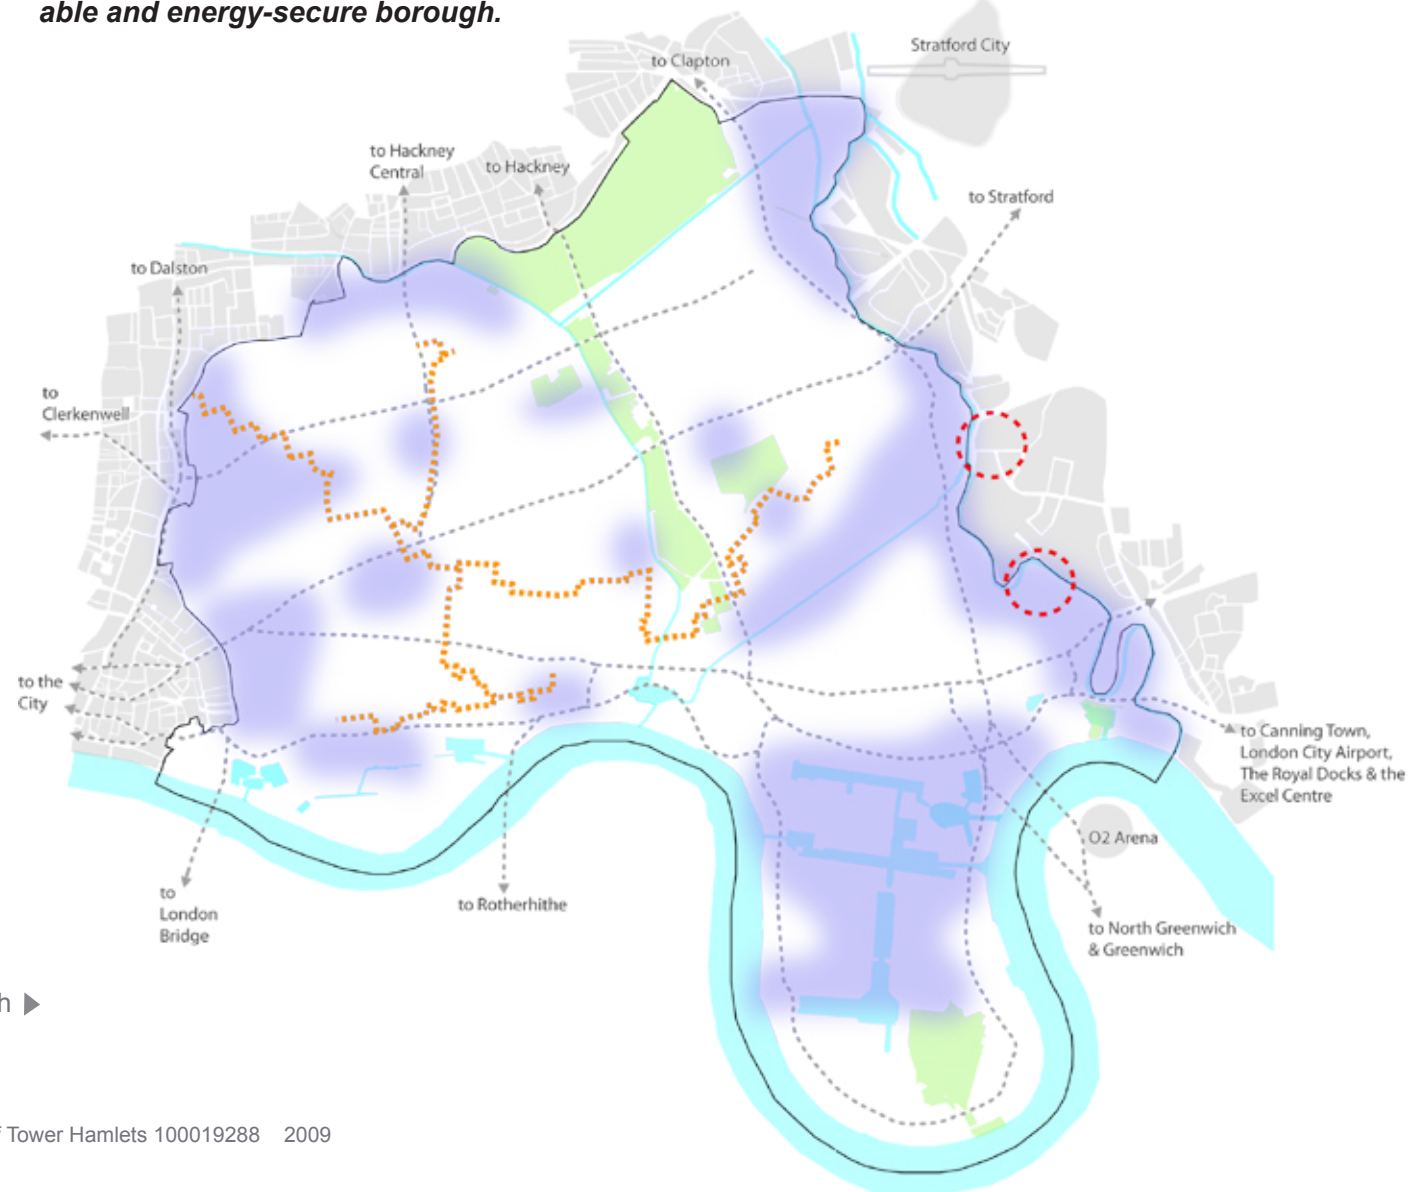 able and energy-secure borough.
Stratford City
to Clapton
to Hackney
Central
to Hackney
to Stratford
to Dalston
to
Clerkenwell
to the
City
to Canning Town,
London City Airport,
The Royal Docks & the
Excel Centre
O2 Arena
to
London
Bridge
to Rotherhithe
to North Greenwich
& Greenwich
h
Tower Hamlets 100019288 2009